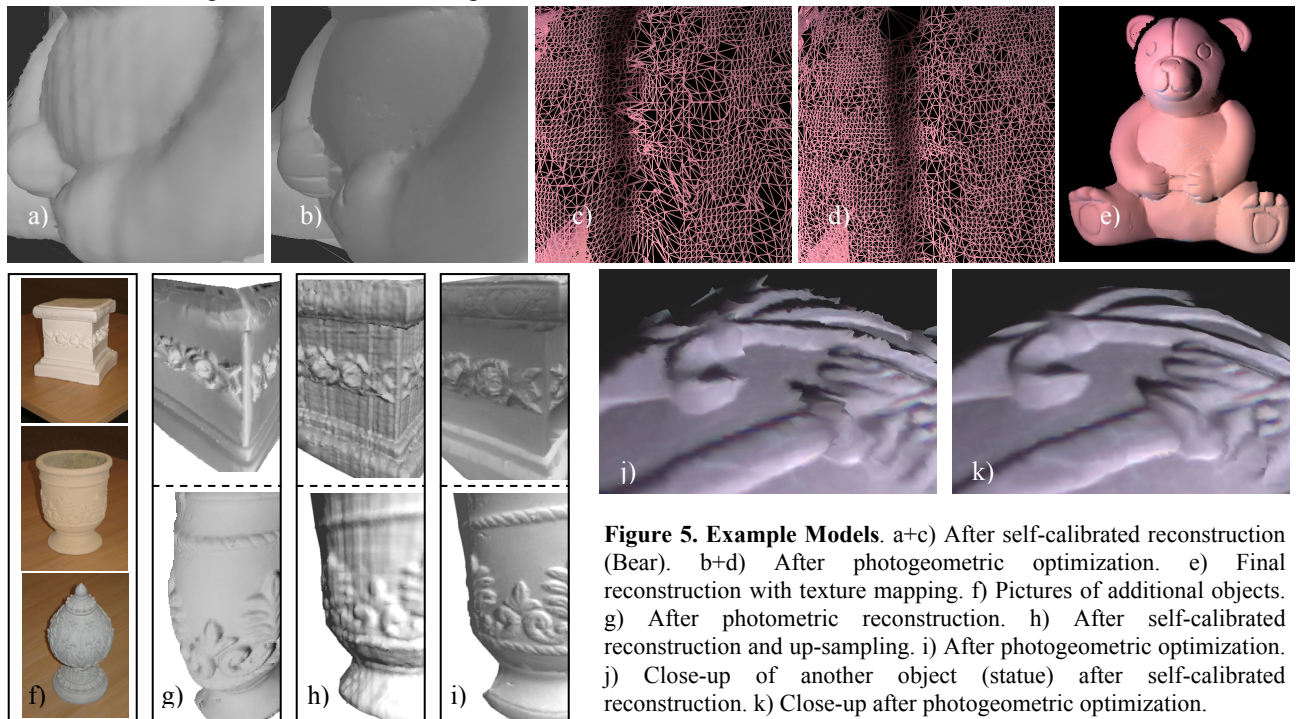 a)
b)
c)
d)
e)
f)
g)
h)
i)
j)
k)
Figure 5. Example Models. a+c) After self-calibrated reconstruction
(Bear). b+d) After photogeometric optimization. e) Final
reconstruction with texture mapping. f) Pictures of additional objects.
g) After photometric reconstruction. h) After self-calibrated
reconstruction and up-sampling. i) After photogeometric optimization.
j) Close-up of another object (statue) after self-calibrated
reconstruction. k) Close-up after photogeometric optimization.